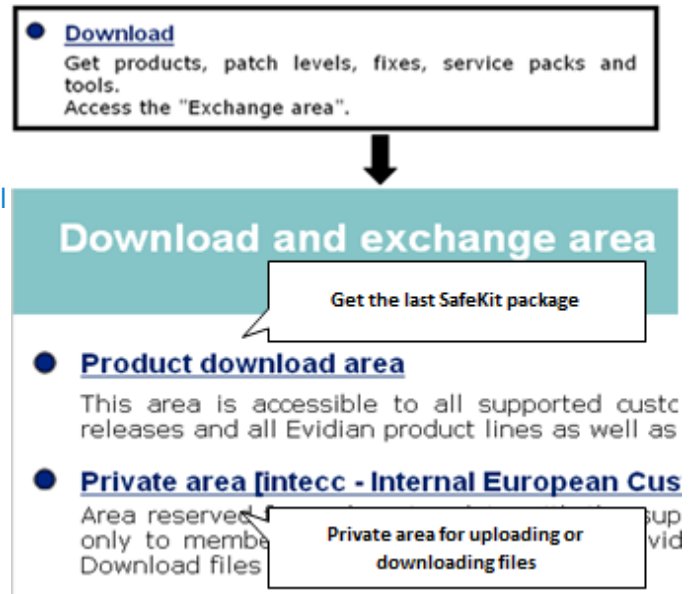 Download
Get products, patch levels, fixes, service packs and
tools.
Access the "Exchange area".
Download and exchange area
Get the last SafeKit package
Product download area
This area is accessible to all supported custo
releases and all Evidian product lines as well as
Private area [intecc - Internal European Cus
Area reserved sup
only to membe vid
Download files
Private area for uploading or
downloading files